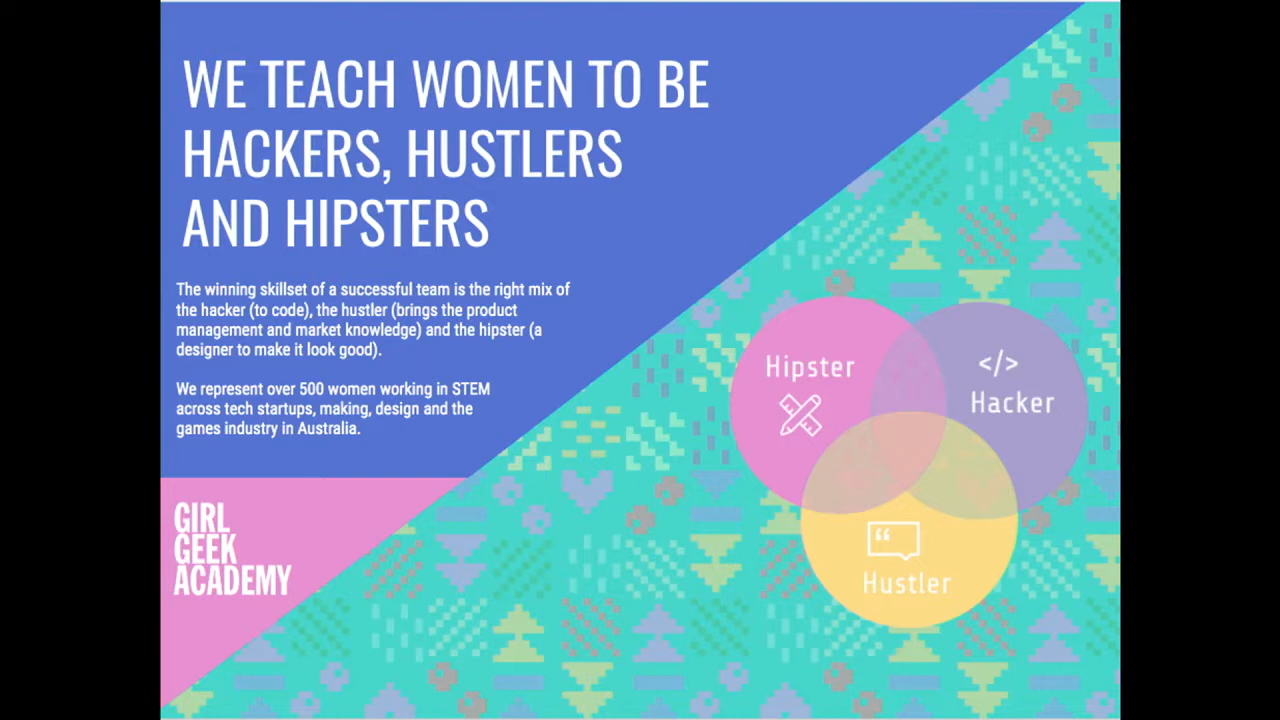 WE TEACH WOMEN TO BE
HACKERS, HUSTLERS
AND HIPSTERS
The winning skillset of a successful team is the right mix of
the hacker (to code), the hustler (brings the product
management and market knowledge) and the hipster (a
designer to make it look good).
We represent over 500 women working in STEM
across tech startups, making, design and the
games industry in Australia.
GIRL
GEEK
ACADEMY
Hipster
</>
Hacker
“
Hustler